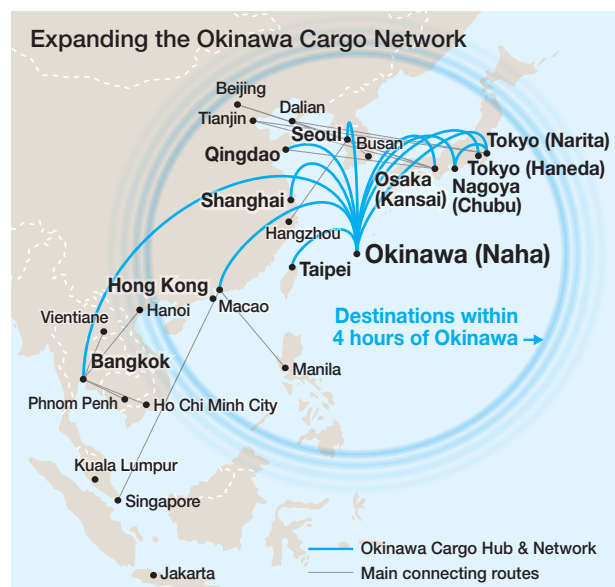 Expanding the Okinawa Cargo Network
Beijing
Dalian
Tianjin
Seoul
Busan
Qingdao
Tokyo (Narita)
Tokyo (Haneda)
Osaka
(Kansai)
Nagoya
(Chubu)
Shanghai
Hangzhou
Okinawa (Naha)
Taipei
Hong Kong
Macao
Hanoi
Vientiane
Destinations within
4 hours of Okinawa
Bangkok
Manila
Phnom Penh
Ho Chi Minh City
Kuala Lumpur
Singapore
Okinawa Cargo Hub & Network
Main connecting routes
Jakarta